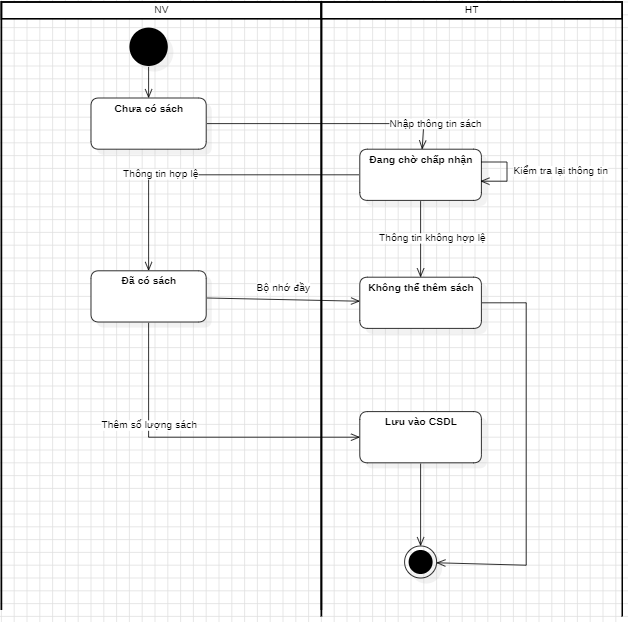 NV
HT
Chưa có sách
Nhập thông tin sách
Đang chờ chấp nhận
Kiểm tra lại thông tin
Thông tin hợp lệ
Thông tin không hợp lệ
Đã có sách
Bộ nhớ đầy
Không thể thêm sách
Lưu vào CSDL
Thêm số lượng sách